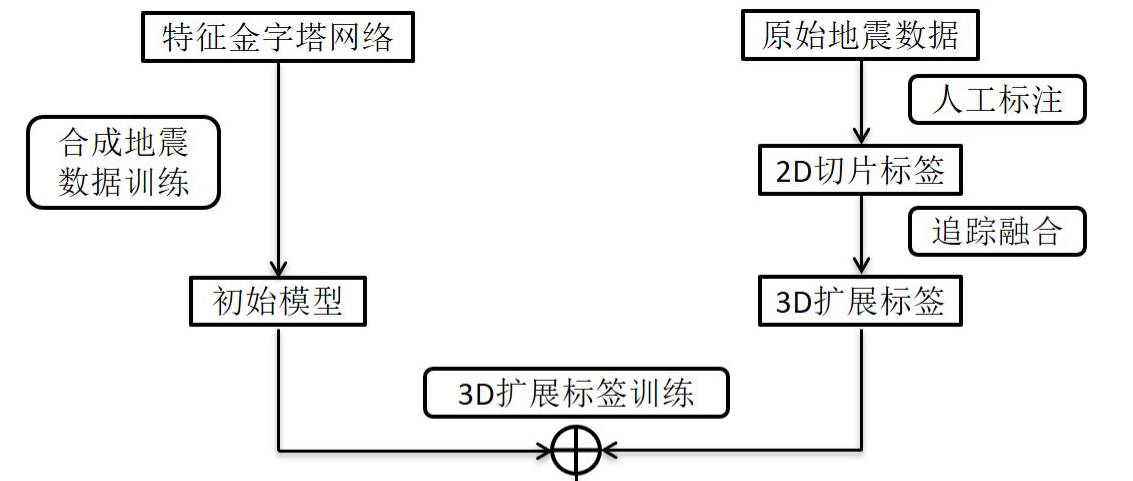 特征金字塔网络
原始地震数据
人工标注
合成地震
数据训练
2D切片标签
追踪融合
初始模型
3D扩展标签
3D扩展标签训练